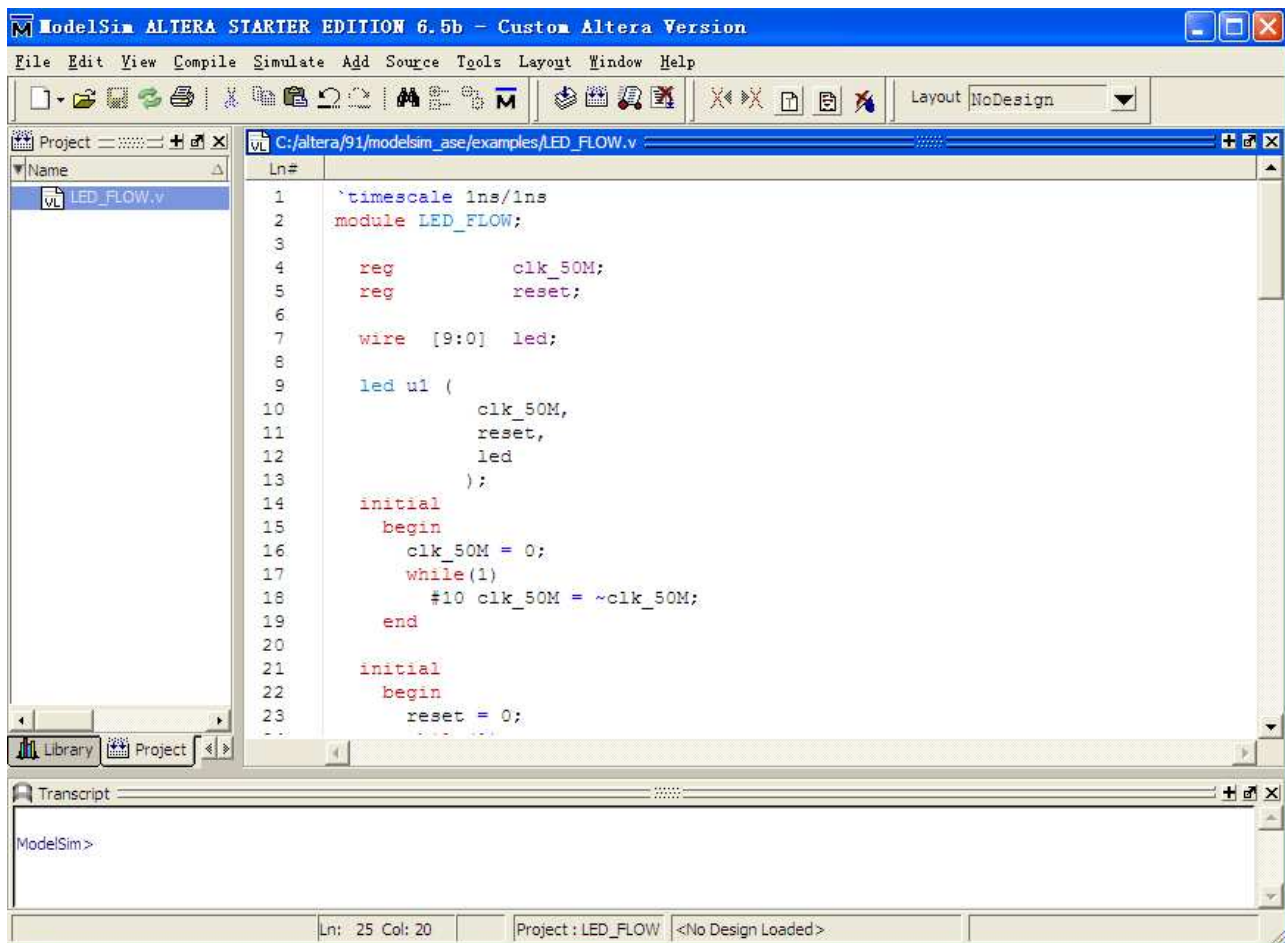 ModelSim ALTERA STARTER EDITION 6.5b - Custom Altera Version
File Edit View Compile Simulate Add Source Tools Layout Window Help
Layout NoDesign
Project
C:/altera/91/modelsim_ase/examples/LED_FLOW.v
Name
Ln#
LED_FLOW.v
1 `timescale 1ns/1ns
2 module LED_FLOW;
3
4 reg clk_50M;
5 reg reset;
6
7 wire [9:0] led;
8
9 led u1 (
10 clk_50M,
11 reset,
12 led
13 );
14 initial
15 begin
16 clk_50M = 0;
17 while(1)
18 #10 clk_50M = ~clk_50M;
19 end
20
21 initial
22 begin
23 reset = 0;
Library Project
Transcript
ModelSim>
Ln: 25 Col: 20 Project : LED_FLOW <No Design Loaded>